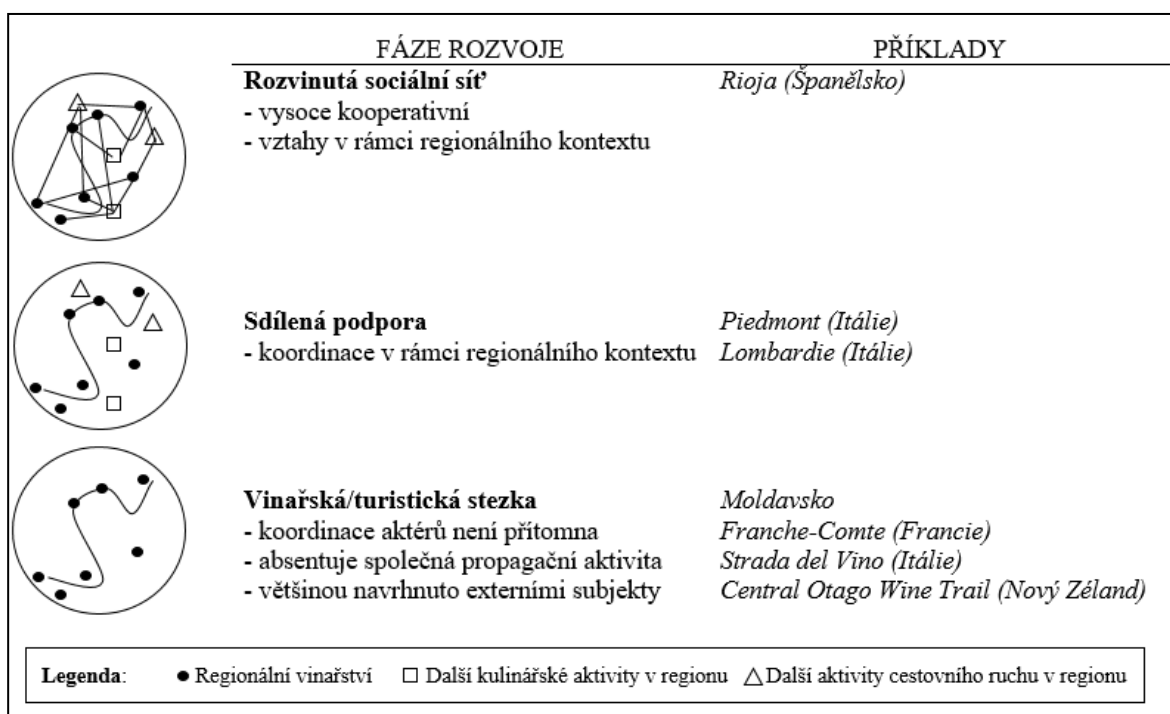 FÁZE ROZVOJE PŘÍKLADY
Rozvinutá sociální síť Rioja (Španělsko)
- vysoce kooperativní
- vztahy v rámci regionálního kontextu
Sdílená podpora Piedmont (Itálie)
- koordinace v rámci regionálního kontextu Lombardie (Itálie)
Vinařská/turistická stezka Moldavsko
- koordinace aktérů není přítomna Franche-Comte (Francie)
- absentuje společná propagační aktivita Strada del Vino (Itálie)
- většinou navrhnuto externími subjekty Central Otago Wine Trail (Nový Zéland)
Legenda: Regionální vinařství Další kulinářské aktivity v regionu Další aktivity cestovního ruchu v regionu